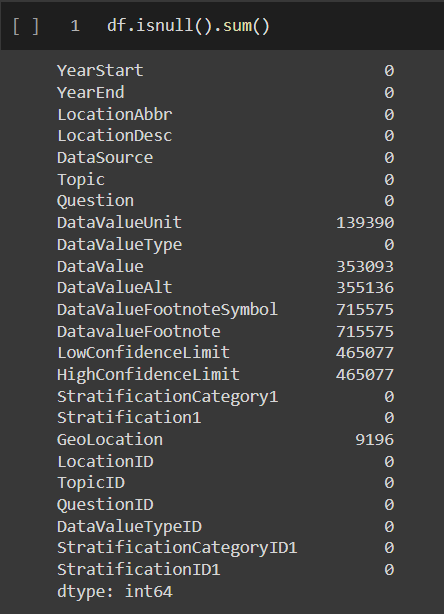 [ ] 1 df.isnull().sum()
YearStart 0
YearEnd 0
LocationAbbr 0
LocationDesc 0
DataSource 0
Topic 0
Question 0
DataValueUnit 139390
DataValueType 0
DataValue 353093
DataValueAlt 355136
DataValueFootnoteSymbol 715575
DatavalueFootnote 715575
LowConfidenceLimit 465077
HighConfidenceLimit 465077
StratificationCategory1 0
Stratification1 0
GeoLocation 9196
LocationID 0
TopicID 0
QuestionID 0
DataValueTypeID 0
StratificationCategoryID1 0
StratificationID1 0
dtype: int64